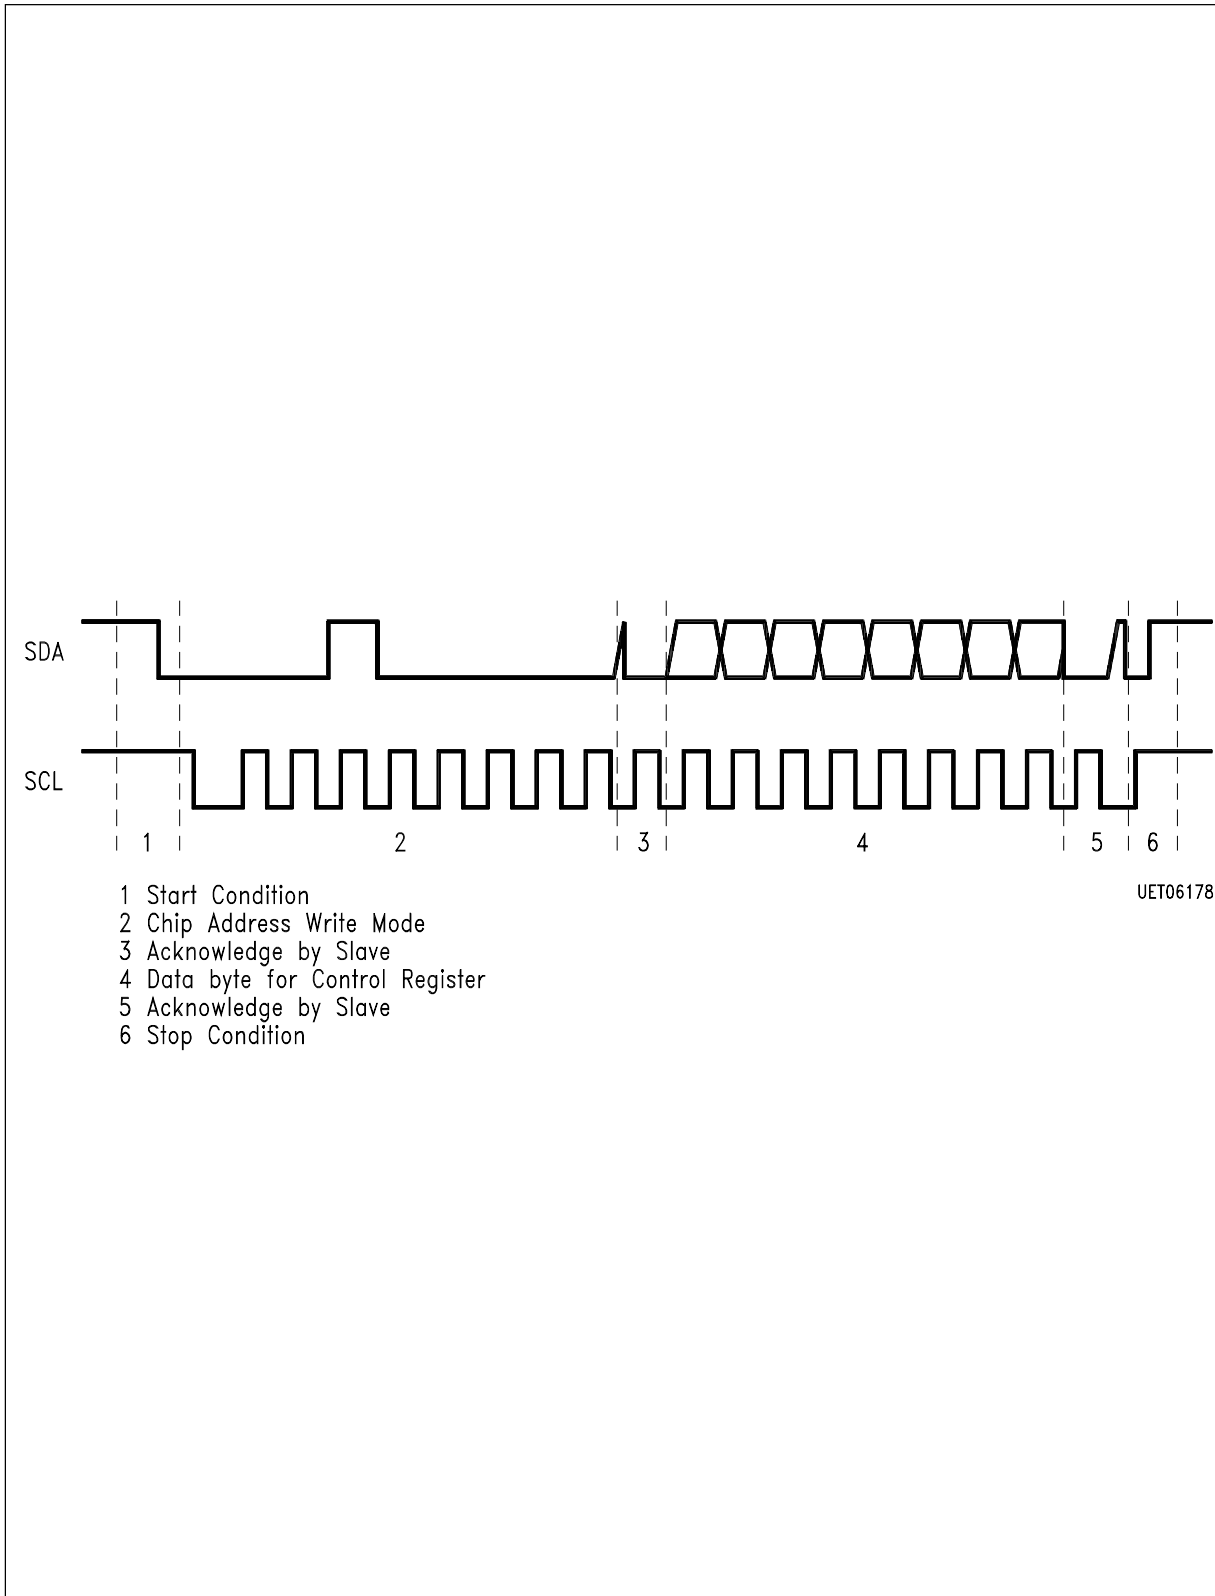 SDA
SCL
1 2 3 4 5 6
UET06178
1 Start Condition
2 Chip Address Write Mode
3 Acknowledge by Slave
4 Data byte for Control Register
5 Acknowledge by Slave
6 Stop Condition